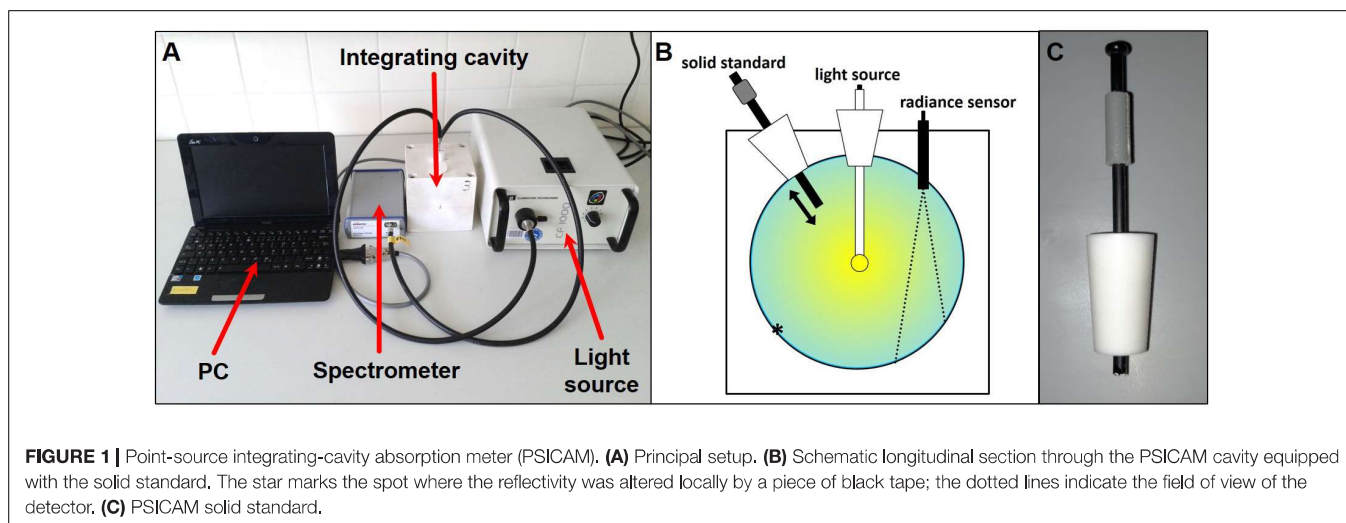 A
Integrating cavity
PC
Spectrometer
Light
source
B
solid standard
light source
radiance sensor
*
C
FIGURE 1 | Point-source integrating-cavity absorption meter (PSICAM). (A) Principal setup. (B) Schematic longitudinal section through the PSICAM cavity equipped
with the solid standard. The star marks the spot where the reflectivity was altered locally by a piece of black tape; the dotted lines indicate the field of view of the
detector. (C) PSICAM solid standard.